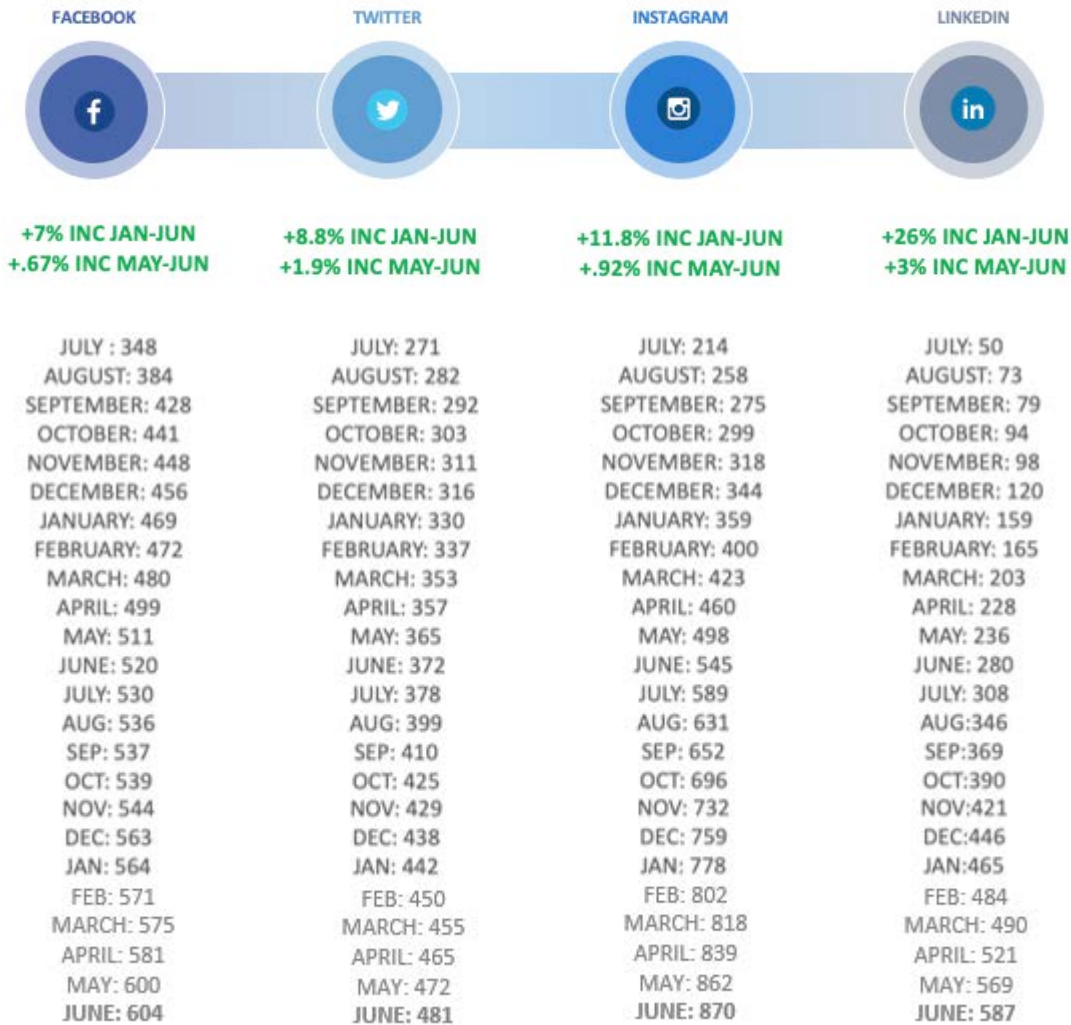 FACEBOOK
TWITTER
INSTAGRAM
LINKEDIN
f
in
+7% INC JAN-JUN
+.67% INC MAY-JUN
+8.8% INC JAN-JUN
+1.9% INC MAY-JUN
+11.8% INC JAN-JUN
+.92% INC MAY-JUN
+26% INC JAN-JUN
+3% INC MAY-JUN
JULY : 348
AUGUST: 384
SEPTEMBER: 428
OCTOBER: 441
NOVEMBER: 448
DECEMBER: 456
JANUARY: 469
FEBRUARY: 472
MARCH: 480
APRIL: 499
MAY: 511
JUNE: 520
JULY: 530
AUG: 536
SEP: 537
OCT: 539
NOV: 544
DEC: 563
JAN: 564
FEB: 571
MARCH: 575
APRIL: 581
MAY: 600
JUNE: 604
JULY: 271
AUGUST: 282
SEPTEMBER: 292
OCTOBER: 303
NOVEMBER: 311
DECEMBER: 316
JANUARY: 330
FEBRUARY: 337
MARCH: 353
APRIL: 357
MAY: 365
JUNE: 372
JULY: 378
AUG: 399
SEP: 410
OCT: 425
NOV: 429
DEC: 438
JAN: 442
FEB: 450
MARCH: 455
APRIL: 465
MAY: 472
JUNE: 481
JULY: 214
AUGUST: 258
SEPTEMBER: 275
OCTOBER: 299
NOVEMBER: 318
DECEMBER: 344
JANUARY: 359
FEBRUARY: 400
MARCH: 423
APRIL: 460
MAY: 498
JUNE: 545
JULY: 589
AUG: 631
SEP: 652
OCT: 696
NOV: 732
DEC: 759
JAN: 778
FEB: 802
MARCH: 818
APRIL: 839
MAY: 862
JUNE: 870
JULY: 50
AUGUST: 73
SEPTEMBER: 79
OCTOBER: 94
NOVEMBER: 98
DECEMBER: 120
JANUARY: 159
FEBRUARY: 165
MARCH: 203
APRIL: 228
MAY: 236
JUNE: 280
JULY: 308
AUG:346
SEP:369
OCT:390
NOV:421
DEC:446
JAN:465
FEB: 484
MARCH: 490
APRIL: 521
MAY: 569
JUNE: 587